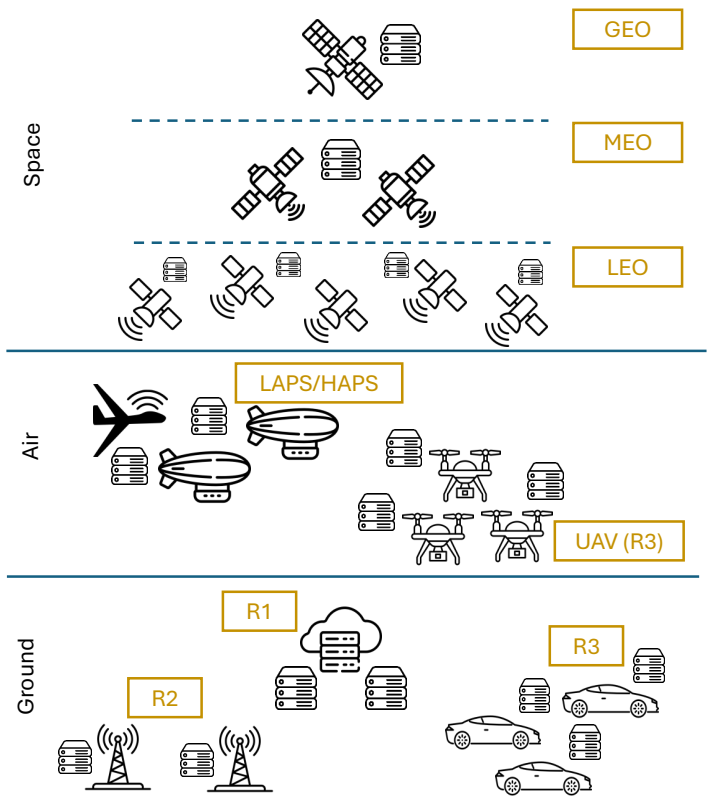 GEO
Space
MEO
LEO
LAPS/HAPS
Air
UAV (R3)
R1
Ground
R3
R2